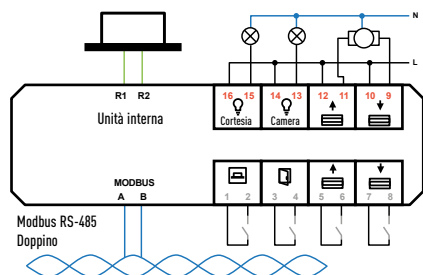 N
L
R1 R2
16 15 14 13 12 11 10 9
Unità interna
Cortesia Camera
MODBUS
A B
1 2 3 4 5 6 7 8
Modbus RS-485
Doppino